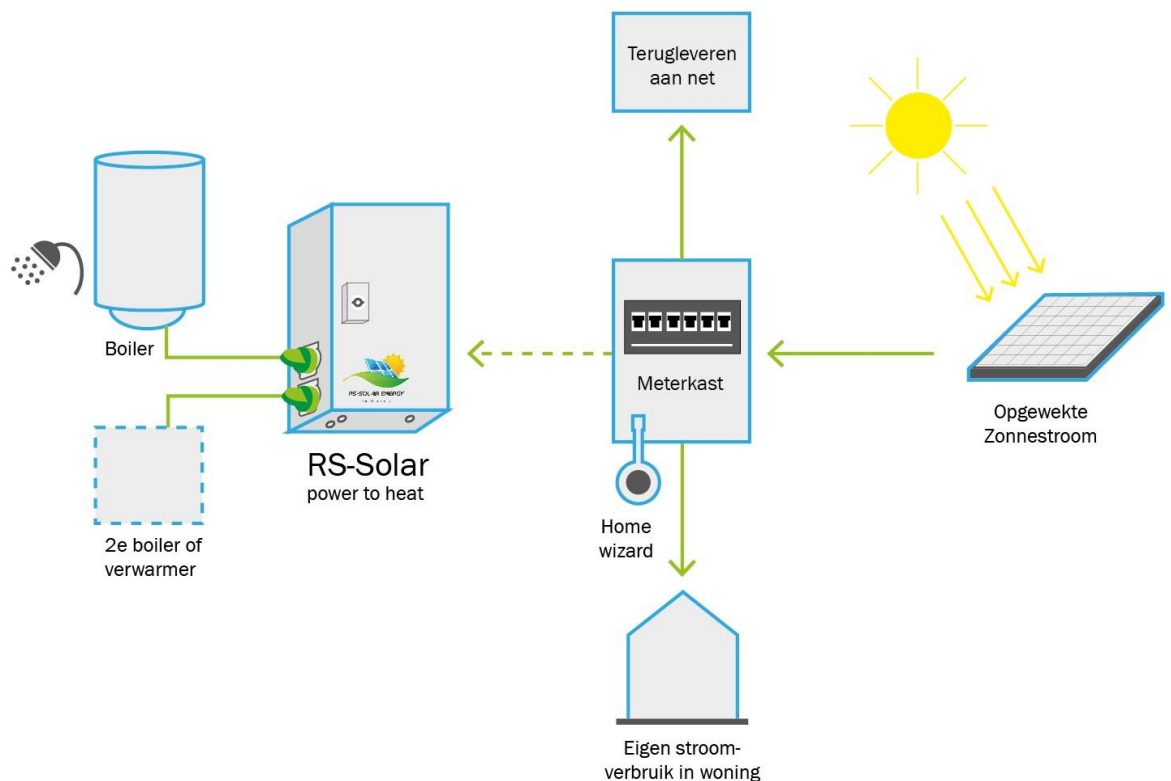 Terugleveren
aan net
Boiler
RS-SOLAR ENERGY
Meterkast
Opgewekte
Zonnestroom
RS-Solar
power to heat
Home
wizard
2e boiler of
verwarmer
Eigen stroom-
verbruik in woning